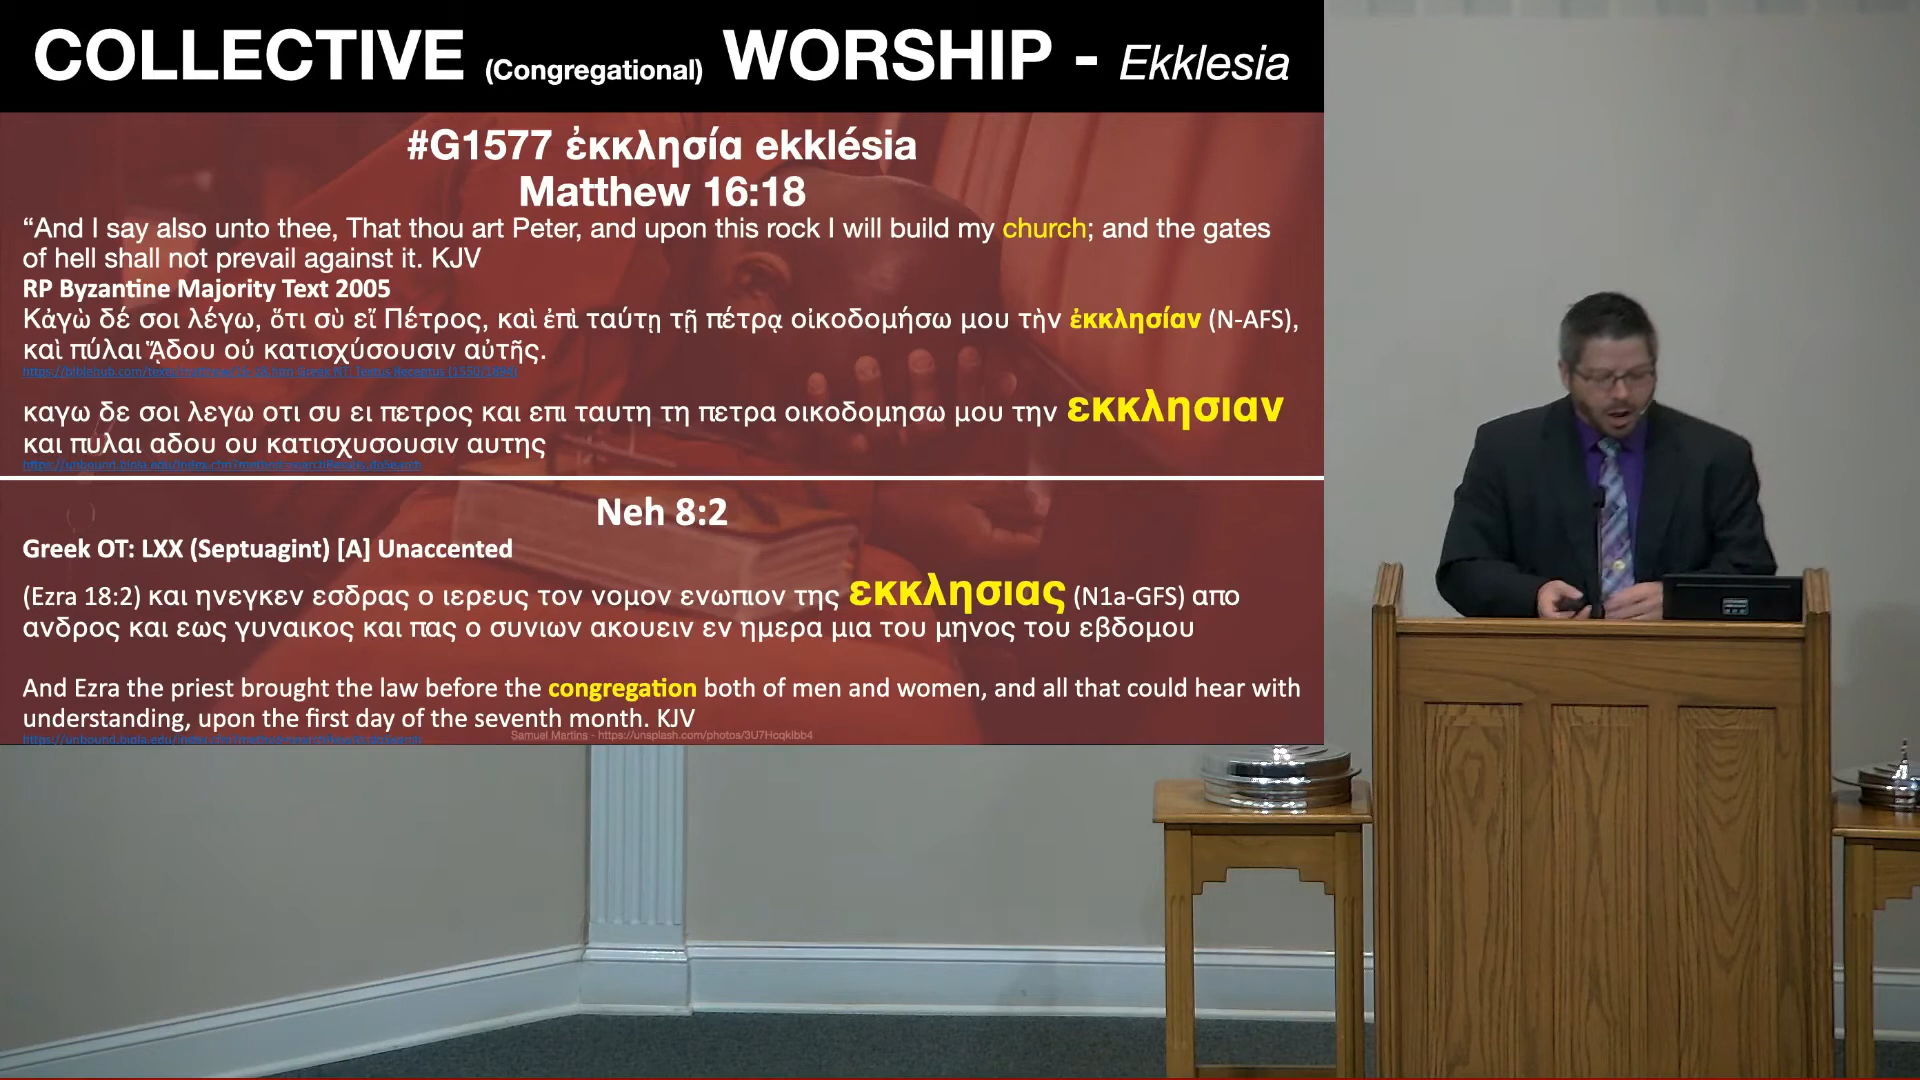 COLLECTIVE (Congregational) WORSHIP - Ekklesia
#G1577 ἐκκλησία ekklésia
Matthew 16:18
“And I say also unto thee, That thou art Peter, and upon this rock I will build my church; and the gates
of hell shall not prevail against it. KJV
RP Byzantine Majority Text 2005
Κἀγὼ δέ σοι λέγω, ὅτι σὺ εἶ Πέτρος, καὶ ἐπὶ ταύτῃ τῇ πέτρᾳ οἰκοδομήσω μου τὴν ἐκκλησίαν (N-AFS),
καὶ πύλαι ᾍδου οὐ κατισχύσουσιν αὐτῆς.
καγω δε σοι λεγω οτι συ ει πετρος και επι ταυτη τη πετρα οικοδομησω μου την εκκλησιαν
και πυλαι αδου ου κατισχυσουσιν αυτης
Neh 8:2
Greek OT: LXX (Septuagint) [A] Unaccented
(Ezra 18:2) και ηνεγκεν εσδρας ο ιερευς τον νομον ενωπιον της εκκλησιας (N1a-GFS) απο
ανδρος και εως γυναικος και πας ο συνιων ακουειν εν ημερα μια του μηνος του εβδομου
And Ezra the priest brought the law before the congregation both of men and women, and all that could hear with
understanding, upon the first day of the seventh month. KJV
Samuel Martins - https://unsplash.com/photos/